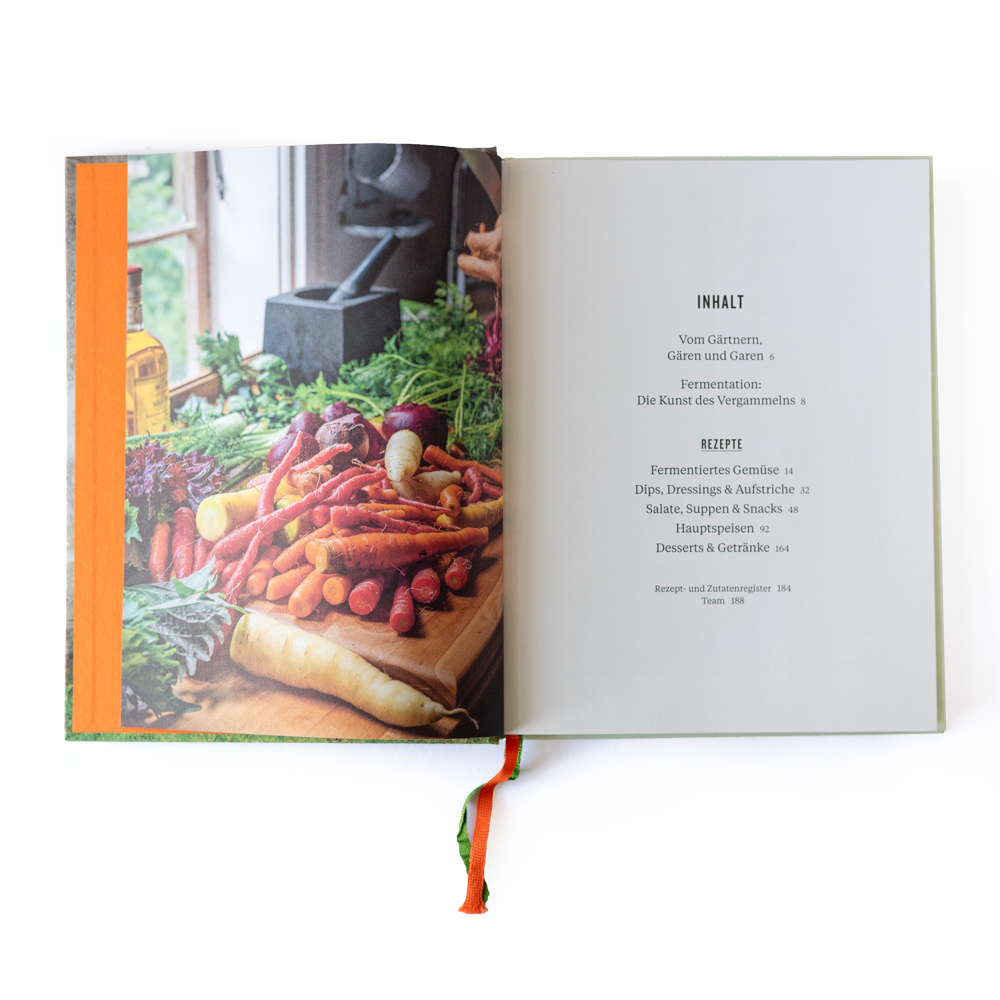 INHALT
Vom Gärtnern,
Gären und Garen 6
Fermentation:
Die Kunst des Vergammelns 8
REZEPTE
Fermentiertes Gemüse 14
Dips, Dressings & Aufstriche 32
Salate, Suppen & Snacks 48
Hauptspeisen 92
Desserts & Getränke 164
Rezept- und Zutatenregister 184
Team 188